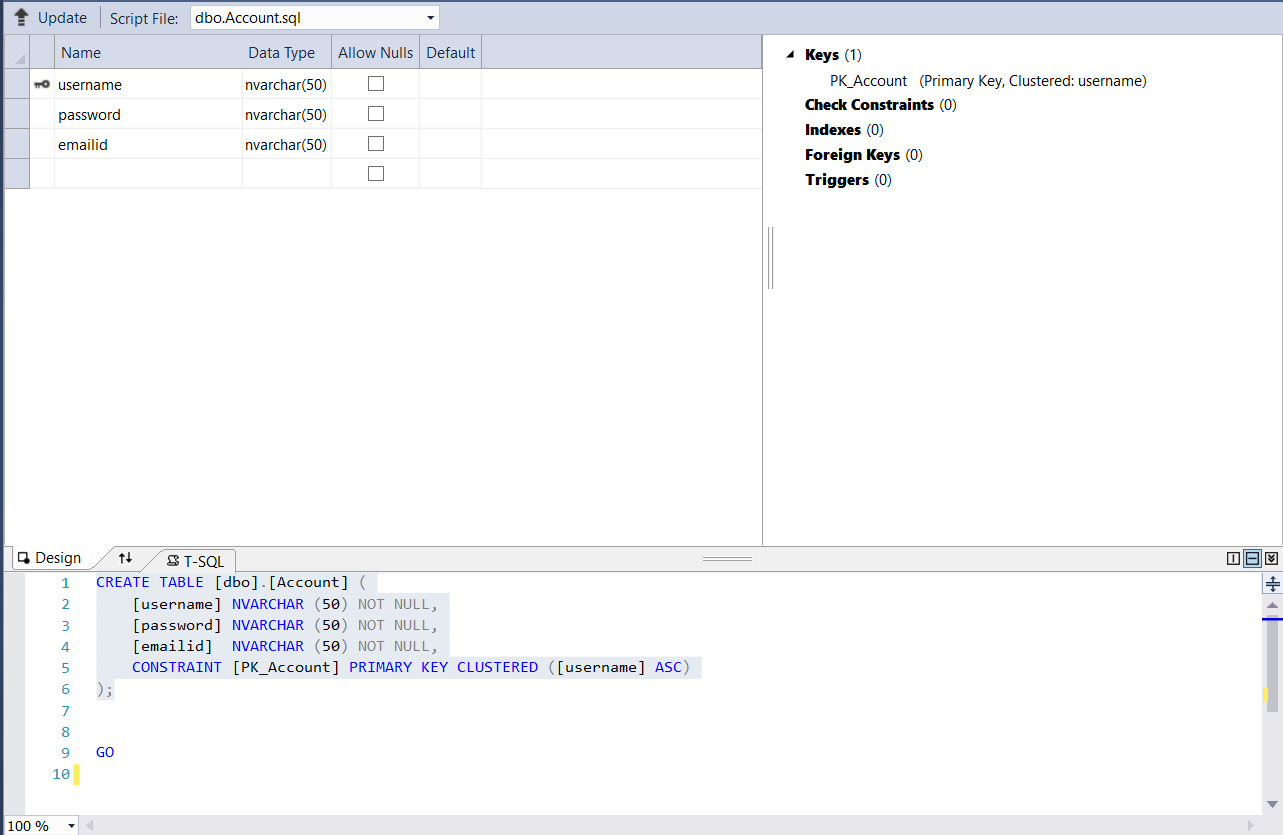 Update Script File: dbo.Account.sql
Name Data Type Allow Nulls Default
username nvarchar(50)
password nvarchar(50)
emailid nvarchar(50)
Keys (1)
PK_Account (Primary Key, Clustered: username)
Check Constraints (0)
Indexes (0)
Foreign Keys (0)
Triggers (0)
Design T-SQL
1 CREATE TABLE [dbo].[Account] (
2 [username] NVARCHAR (50) NOT NULL,
3 [password] NVARCHAR (50) NOT NULL,
4 [emailid] NVARCHAR (50) NOT NULL,
5 CONSTRAINT [PK_Account] PRIMARY KEY CLUSTERED ([username] ASC)
6 );
7
8
9 GO
10
100 %